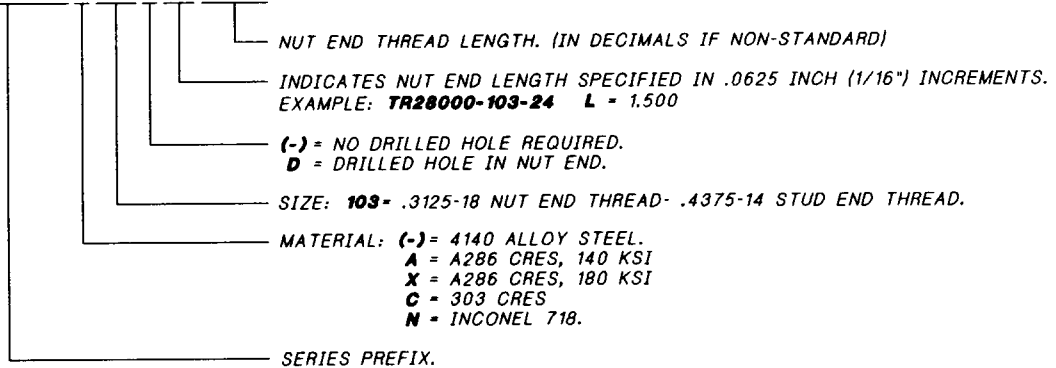 NUT END THREAD LENGTH. (IN DECIMALS IF NON-STANDARD)
INDICATES NUT END LENGTH SPECIFIED IN .0625 INCH (1/16") INCREMENTS.
EXAMPLE: TR28000-103-24 L = 1.500
(-) = NO DRILLED HOLE REQUIRED.
D = DRILLED HOLE IN NUT END.
SIZE: 103= .3125-18 NUT END THREAD- .4375-14 STUD END THREAD.
MATERIAL: (-)= 4140 ALLOY STEEL.
A = A286 CRES, 140 KSI
X = A286 CRES, 180 KSI
C = 303 CRES
N = INCONEL 718.
SERIES PREFIX.